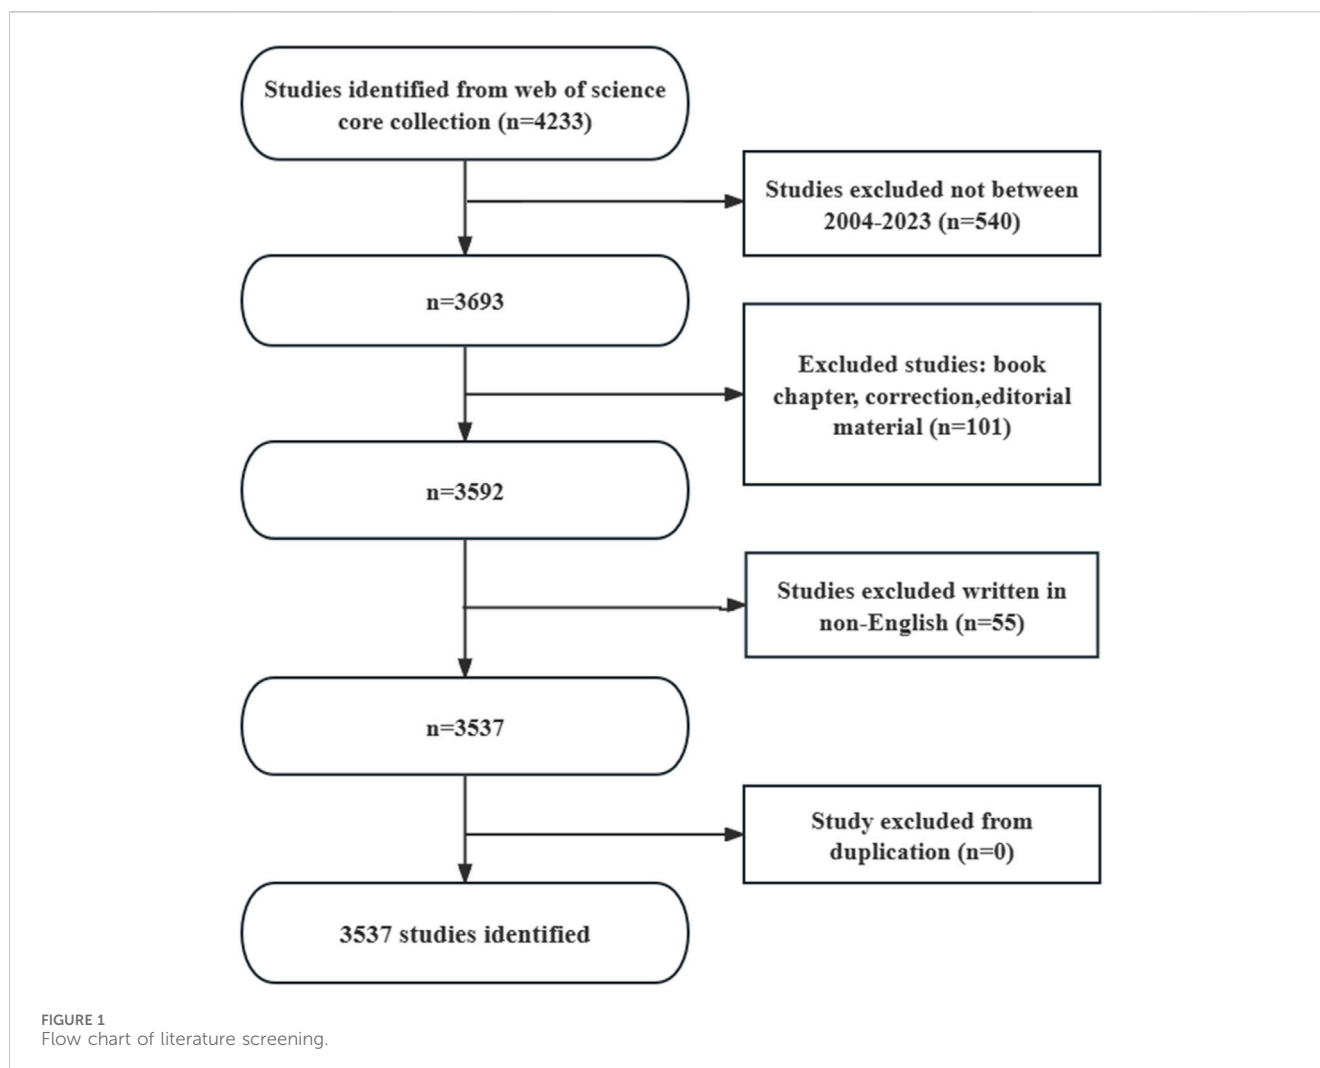 Studies identified from web of science
core collection (n=4233)
Studies excluded not between
2004-2023 (n=540)
n=3693
Excluded studies: book
chapter, correction,editorial
material (n=101)
n=3592
Studies excluded written in
non-English (n=55)
n=3537
Study excluded from
duplication (n=0)
3537 studies identified
FIGURE 1
Flow chart of literature screening.